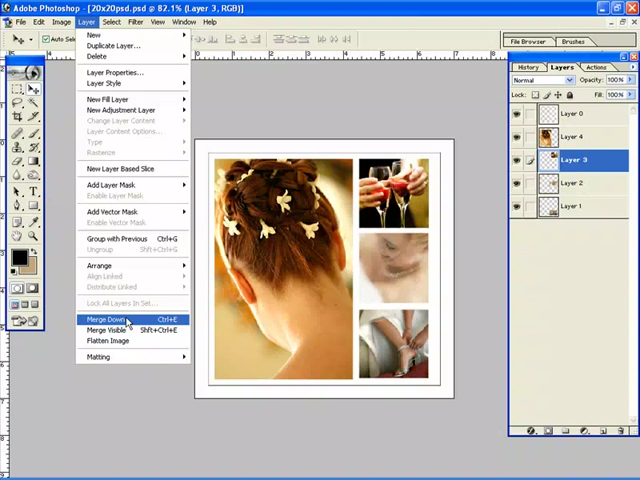 Adobe Photoshop - [20x20psd.psd @ 82.1% (Layer 3, RGB)]
File Edit Image Layer Select Filter View Window Help
Auto Select
File Browser Brushes
New
Duplicate Layer...
Delete
Layer Properties...
Layer Style
New Fill Layer
New Adjustment Layer
Change Layer Content
Layer Content Options...
Type
Rasterize
New Layer Based Slice
Add Layer Mask
Enable Layer Mask
Add Vector Mask
Enable Vector Mask
Group with Previous Ctrl+G
Ungroup Shft+Ctrl+G
Arrange
Align Linked
Distribute Linked
Lock All Layers In Set...
Merge Down Ctrl+E
Merge Visible Shft+Ctrl+E
Flatten Image
Matting
History Layers Actions
Normal Opacity: 100%
Lock: Fill: 100%
Layer 0
Layer 4
Layer 3
Layer 2
Layer 1